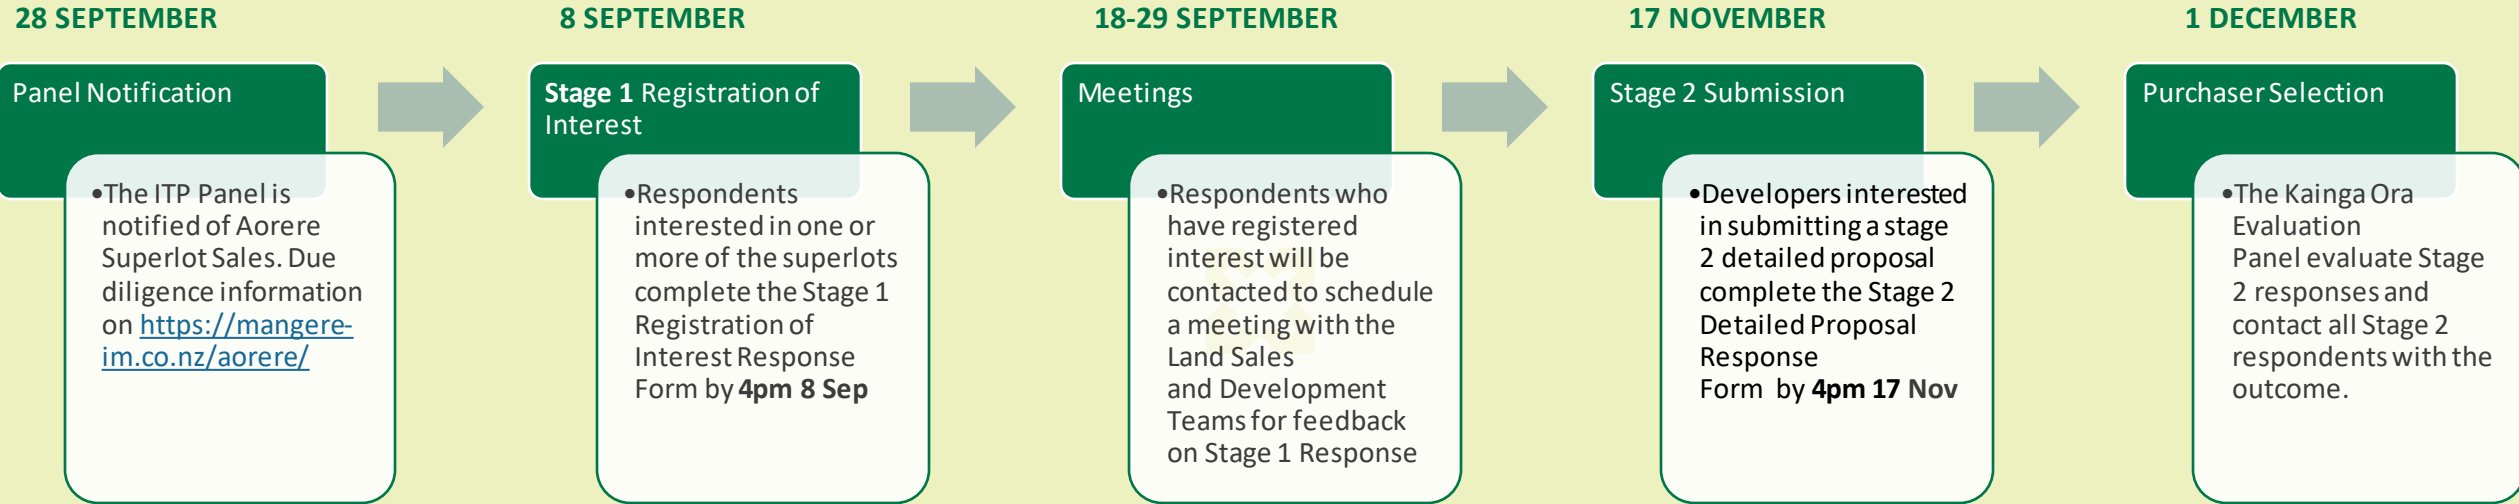 28 SEPTEMBER
Panel Notification
•The ITP Panel is
notified of Aorere
Superlot Sales. Due
diligence information
on https://mangere-
im.co.nz/aorere/
8 SEPTEMBER
Stage 1 Registration of
Interest
•Respondents
interested in one or
more of the superlots
complete the Stage 1
Registration of
Interest Response
Form by 4pm 8 Sep
18-29 SEPTEMBER
Meetings
•Respondents who
have registered
interest will be
contacted to schedule
a meeting with the
Land Sales
and Development
Teams for feedback
on Stage 1 Response
17 NOVEMBER
Stage 2 Submission
•Developers interested
in submitting a stage
2 detailed proposal
complete the Stage 2
Detailed Proposal
Response
Form by 4pm 17 Nov
1 DECEMBER
Purchaser Selection
•The Kainga Ora
Evaluation
Panel evaluate Stage
2 responses and
contact all Stage 2
respondents with the
outcome.